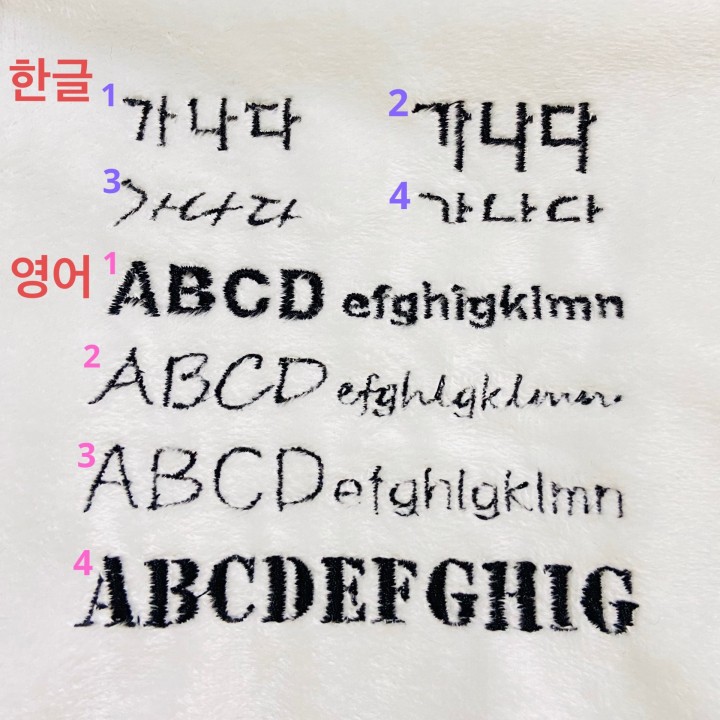 한글 1 가나다 2 가나다
3 가나다 4 가나다
영어 1 ABCD efghigklmn
2 ABCD efghlgklmn
3 ABCD efghlgklmn
4 ABCDEFGHIG